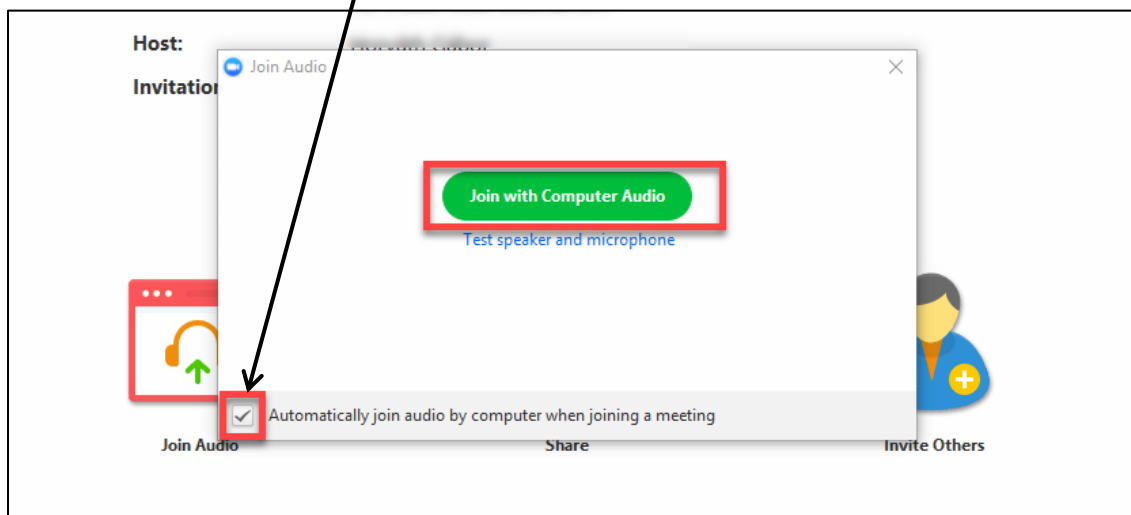 Host:
Join Audio
Invitation
Join with Computer Audio
Test speaker and microphone
Automatically join audio by computer when joining a meeting
Join Audio
Share
Invite Others